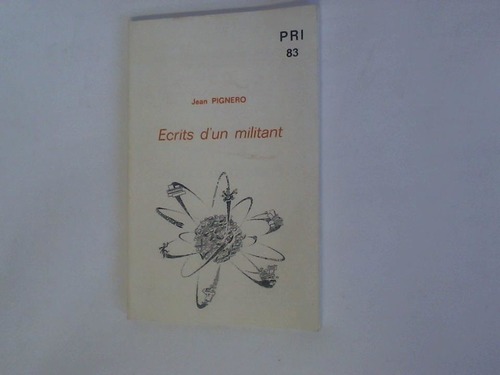 PRI
83
Jean PIGNERO
Ecrits d'un militant